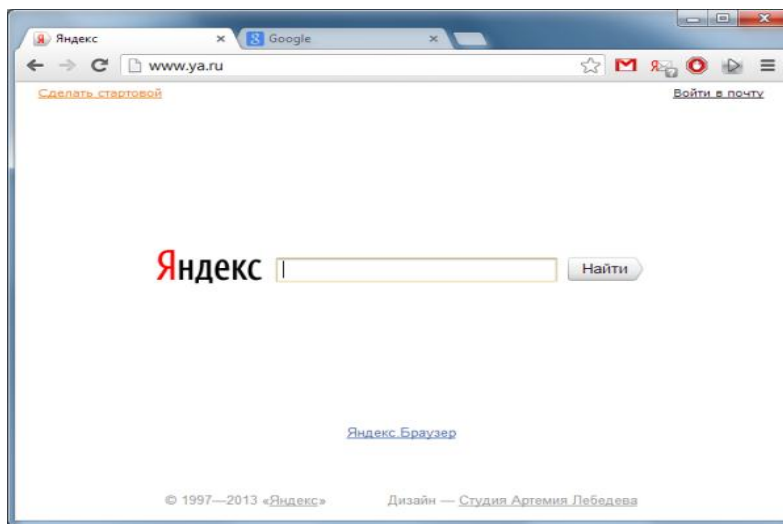 Яндекс Google
www.ya.ru
Сделать стартовой Войти в почту
Яндекс Найти
Яндекс Браузер
© 1997—2013 «Яндекс» Дизайн — Студия Артемия Лебедева